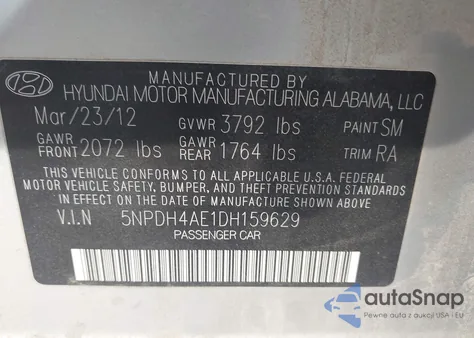 MANUFACTURED BY
HYUNDAI MOTOR MANUFACTURING ALABAMA, LLC
Mar/23/12 GVWR 3792 lbs PAINT SM
GAWR FRONT 2072 lbs GAWR REAR 1764 lbs TRIM RA
THIS VEHICLE CONFORMS TO ALL APPLICABLE U.S.A. FEDERAL
MOTOR VEHICLE SAFETY, BUMPER, AND THEFT PREVENTION STANDARDS
IN EFFECT ON THE DATE OF MANUFACTURE SHOWN ABOVE.
V.I.N 5NPDH4AE1DH159629
PASSENGER CAR
autoSnap
Pewne auta z aukcji USA i EU